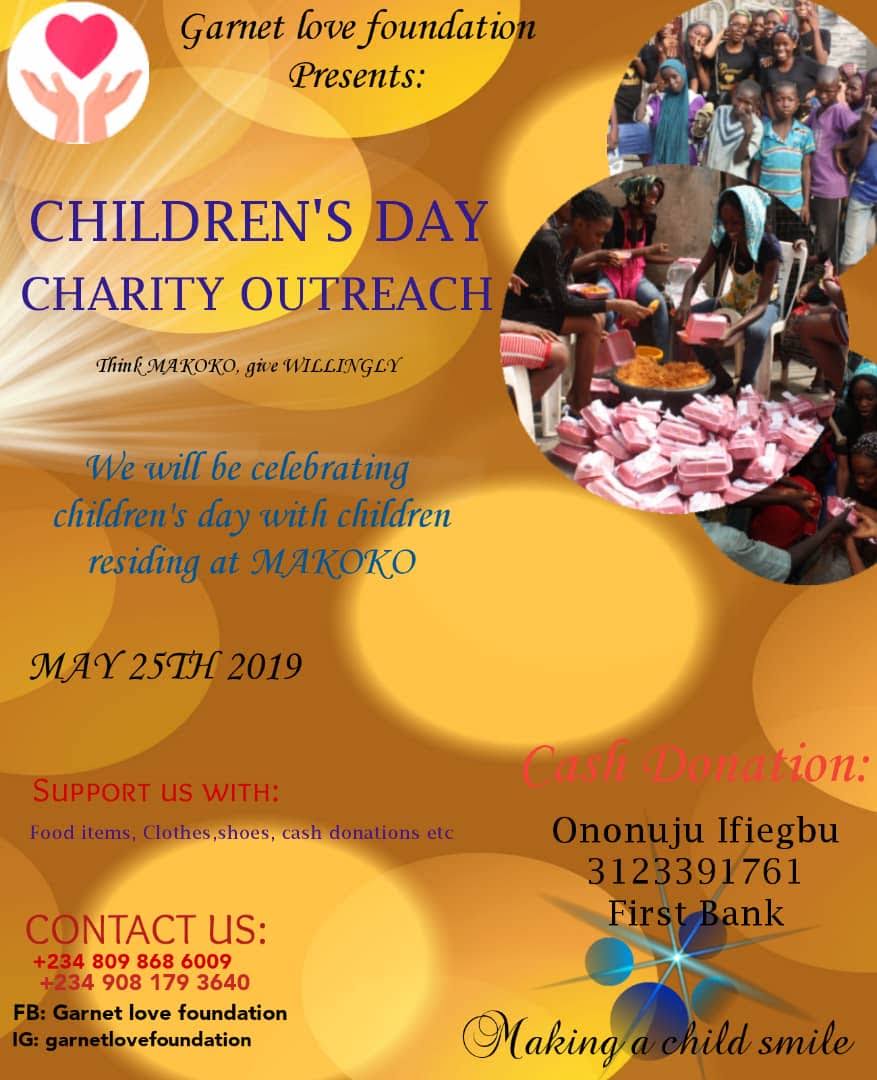 Garnet love foundation
Presents:
CHILDREN'S DAY
CHARITY OUTREACH
Think MAKOKO, give WILLINGLY
We will be celebrating
children's day with children
residing at MAKOKO
MAY 25TH 2019
SUPPORT US WITH:
Food items, Clothes,shoes, cash donations etc
Cash Donation:
Ononuju Ifiegbu
3123391761
First Bank
CONTACT US:
+234 809 868 6009
+234 908 179 3640
FB: Garnet love foundation
IG: garnetlovefoundation
Making a child smile